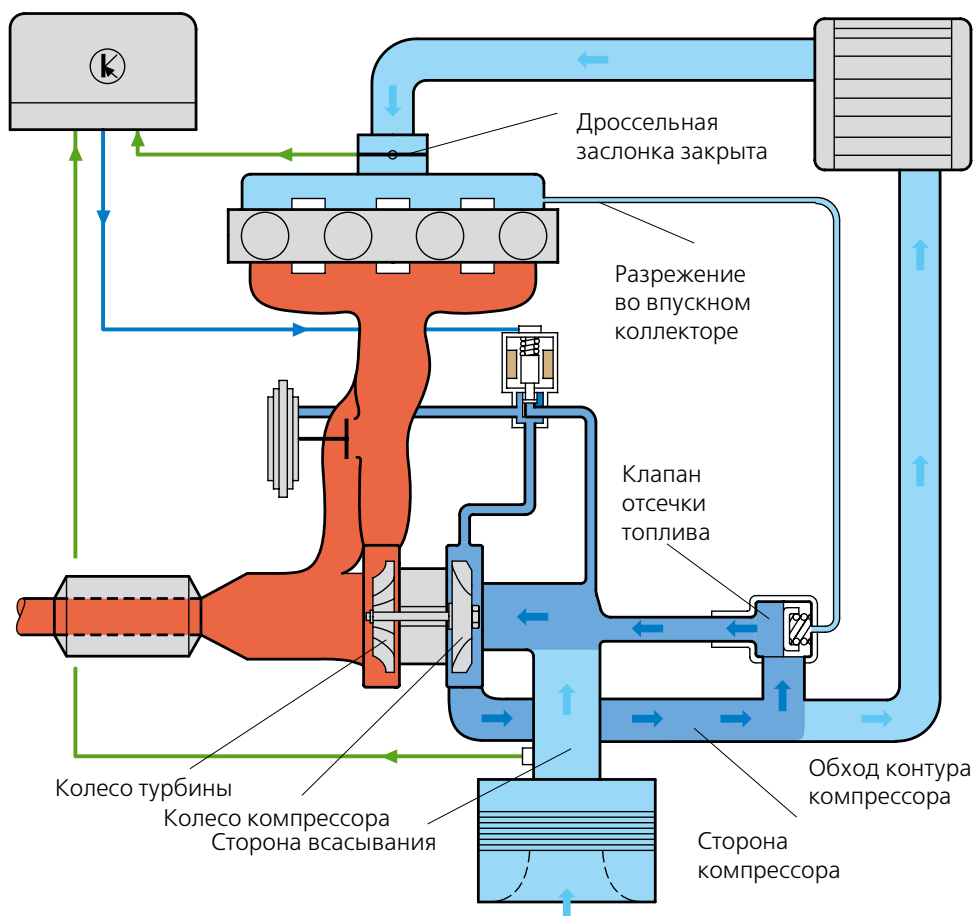 Дроссельная
заслонка закрыта
Разрежение
во впускном
коллекторе
Клапан
отсечки
топлива
Колесо турбины
Колесо компрессора
Сторона всасывания
Обход контура
компрессора
Сторона
компрессора